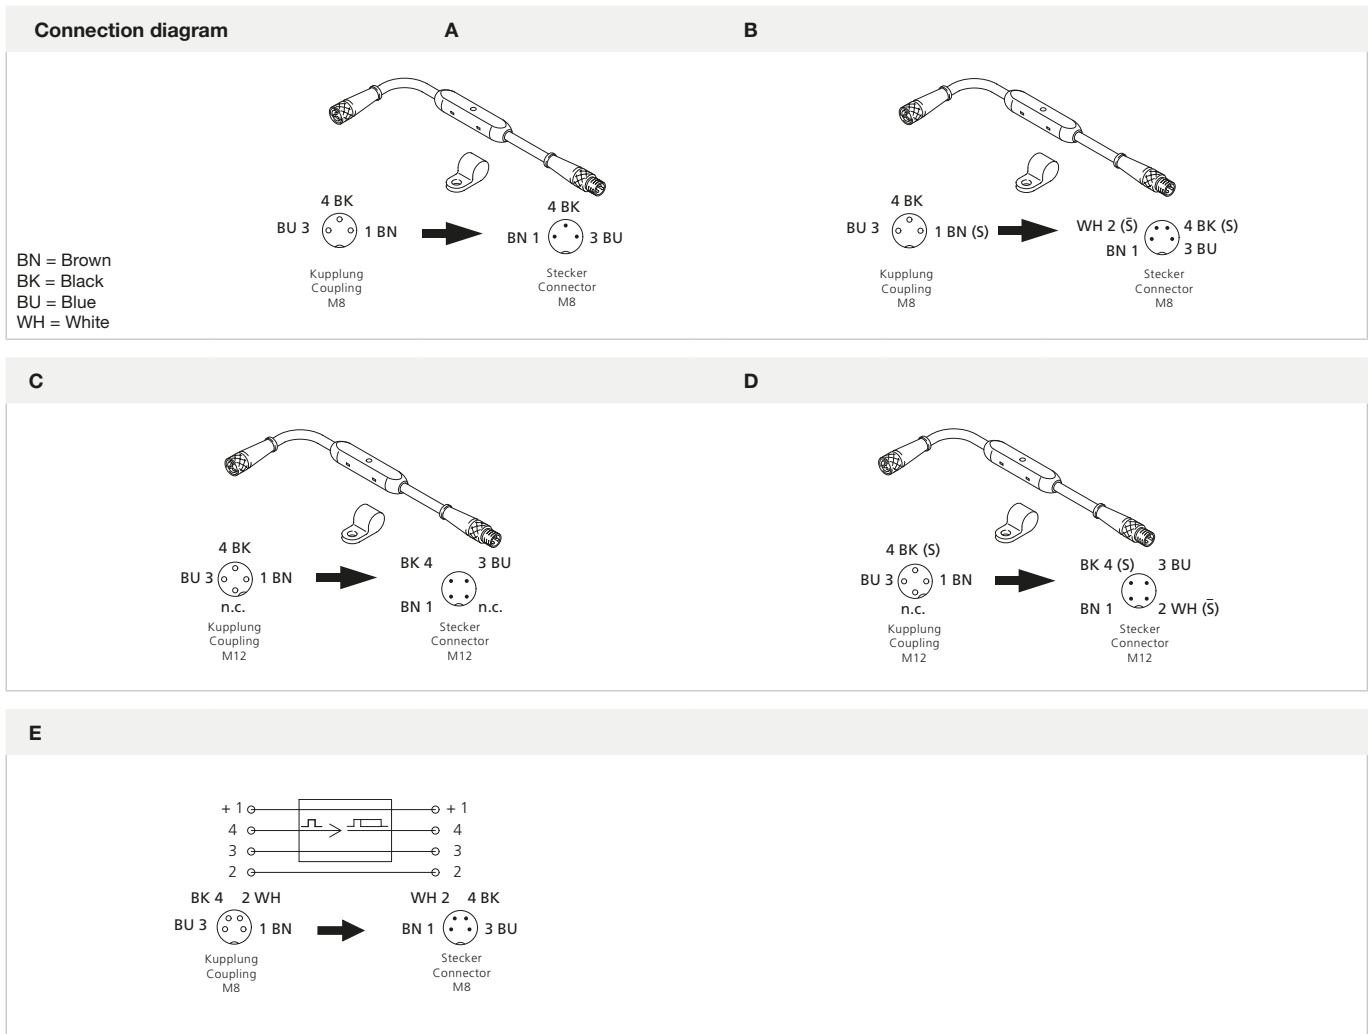 Connection diagram A B
4 BK
BU 3 1 BN
Kupplung
Coupling
M8
4 BK
BN 1 3 BU
Stecker
Connector
M8
BN = Brown
BK = Black
BU = Blue
WH = White
4 BK
BU 3 1 BN (S)
Kupplung
Coupling
M8
WH 2 (S̄) 4 BK (S)
BN 1 3 BU
Stecker
Connector
M8
C D
4 BK
BU 3 1 BN
n.c.
Kupplung
Coupling
M12
BK 4 3 BU
BN 1 n.c.
Stecker
Connector
M12
4 BK (S)
BU 3 1 BN
n.c.
Kupplung
Coupling
M12
BK 4 (S) 3 BU
BN 1 2 WH (S̄)
Stecker
Connector
M12
E
+ 1 + 1
4 4
3 3
2 2
BK 4 2 WH
BU 3 1 BN
Kupplung
Coupling
M8
WH 2 4 BK
BN 1 3 BU
Stecker
Connector
M8